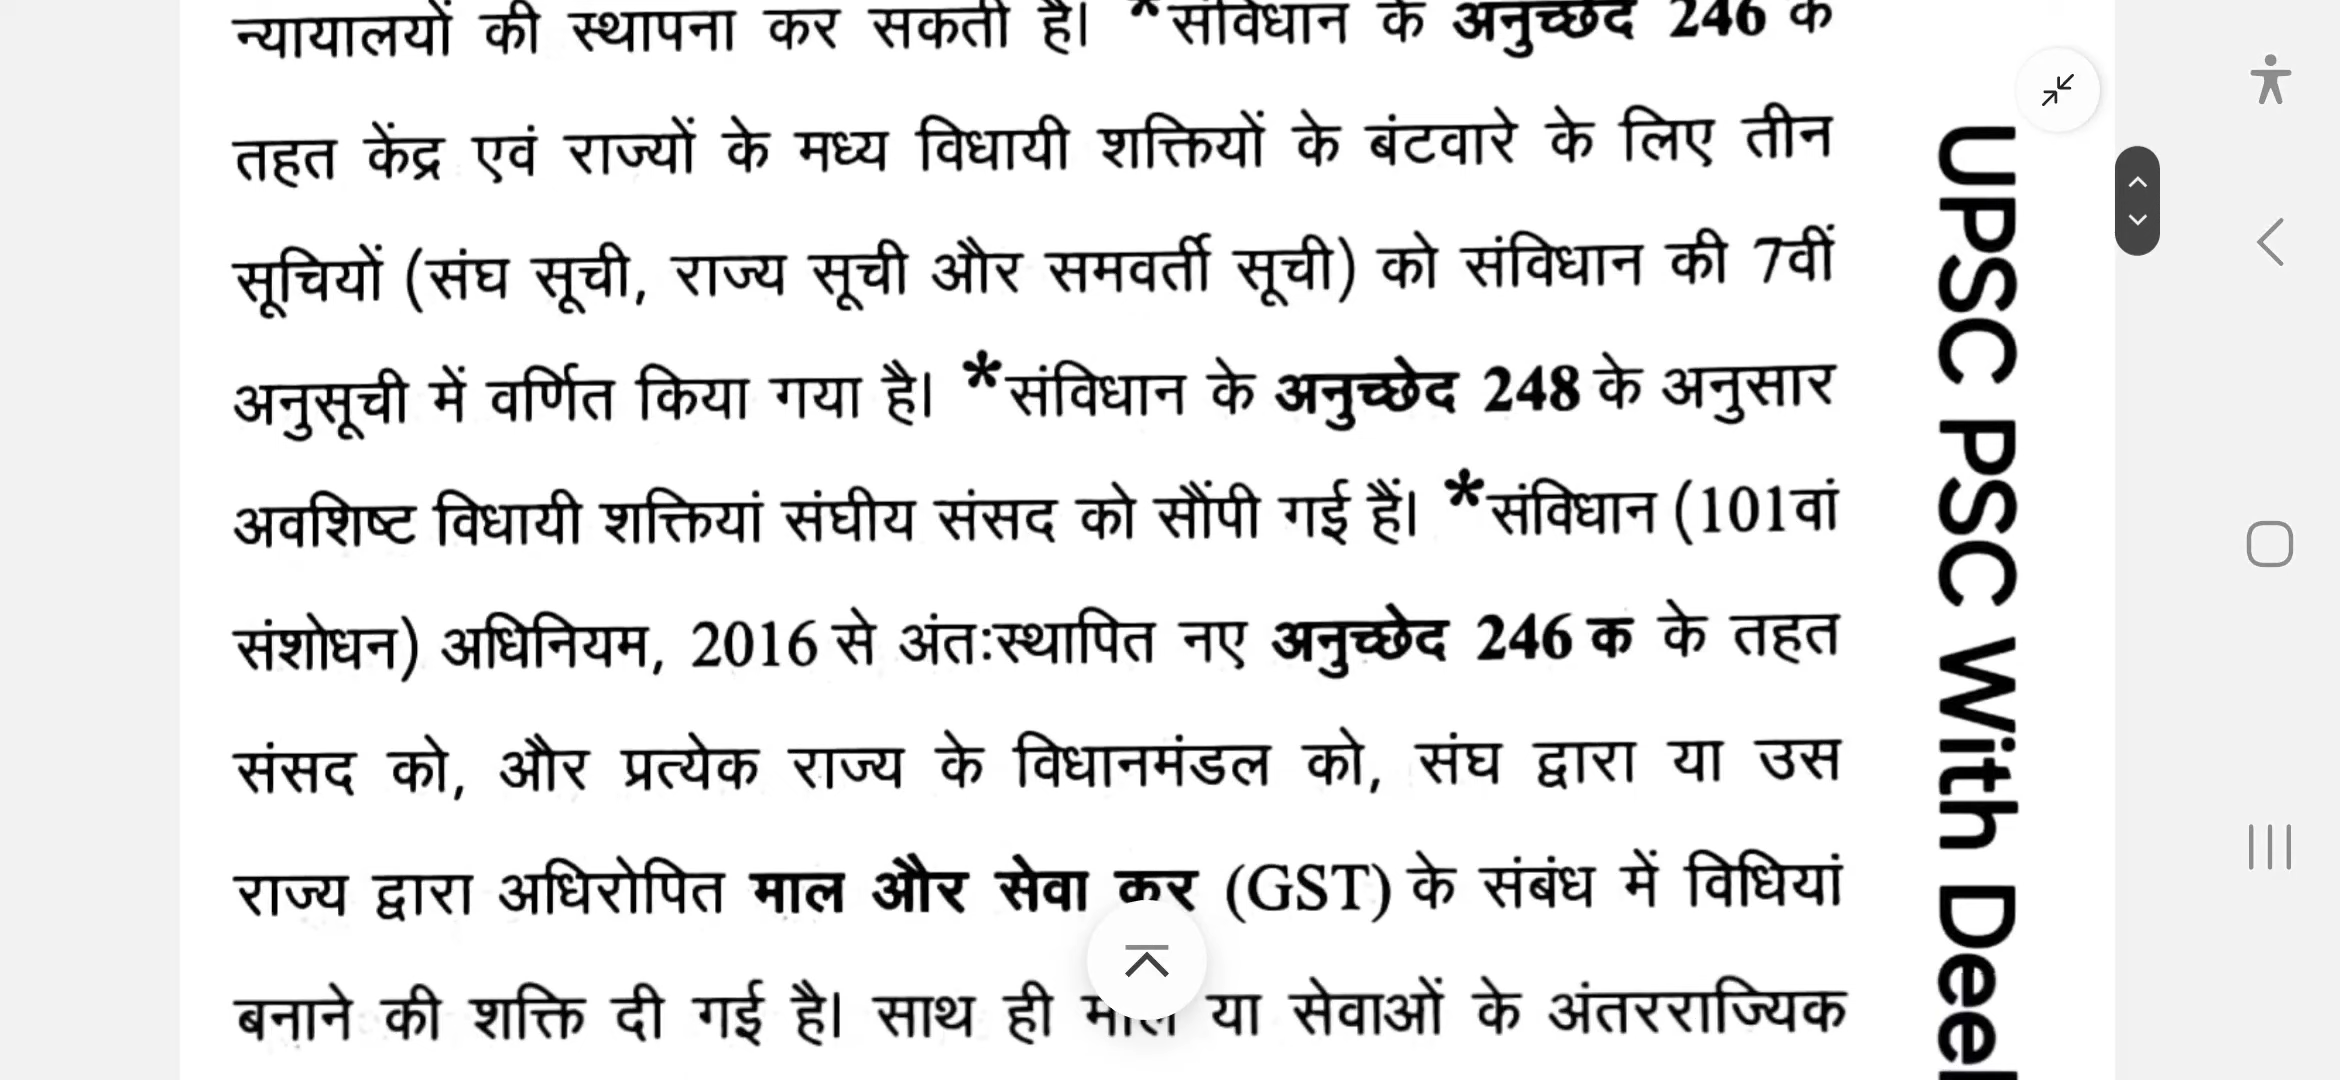 न्यायालयों की स्थापना कर सकती है। *संविधान के अनुच्छेद 246 के
तहत केंद्र एवं राज्यों के मध्य विधायी शक्तियों के बंटवारे के लिए तीन
सूचियों (संघ सूची, राज्य सूची और समवर्ती सूची) को संविधान की 7वीं
अनुसूची में वर्णित किया गया है। *संविधान के अनुच्छेद 248 के अनुसार
अवशिष्ट विधायी शक्तियां संघीय संसद को सौंपी गई हैं। *संविधान (101वां
संशोधन) अधिनियम, 2016 से अंतःस्थापित नए अनुच्छेद 246 क के तहत
संसद को, और प्रत्येक राज्य के विधानमंडल को, संघ द्वारा या उस
राज्य द्वारा अधिरोपित माल और सेवा कर (GST) के संबंध में विधियां
बनाने की शक्ति दी गई है। साथ ही माल या सेवाओं के अंतरराज्यिक
UPSC PSC With Dee